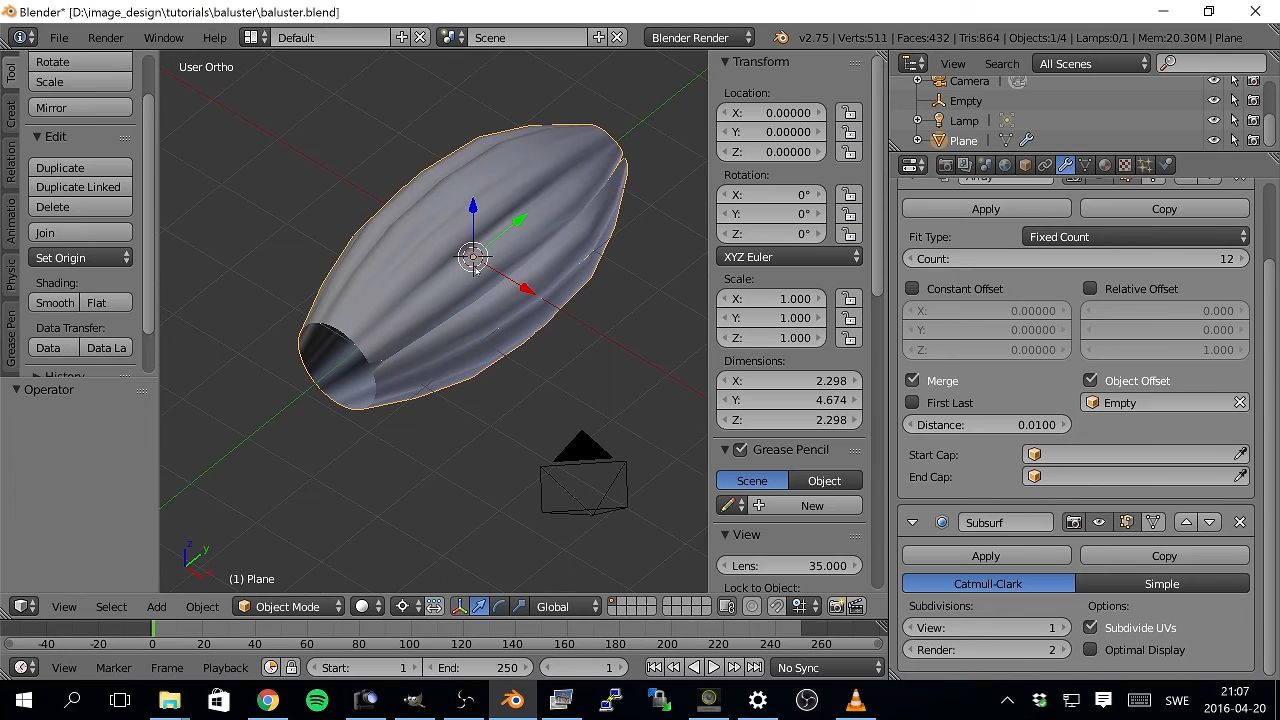 Blender* [D:\image_design\tutorials\baluster\baluster.blend]
File Render Window Help Default Scene Blender Render v2.75 | Verts:511 | Faces:432 | Tris:864 | Objects:1/4 | Lamps:0/1 | Mem:20.30M | Plane
Tool
Creat
Relation
Animatio
Physic
Grease Pen
Rotate
Scale
Mirror
Edit
Duplicate
Duplicate Linked
Delete
Join
Set Origin
Shading:
Smooth Flat
Data Transfer:
Data Data La
Operator
User Ortho
z
y
(1) Plane
Transform
Location:
X: 0.00000
Y: 0.00000
Z: 0.00000
Rotation:
X: 0°
Y: 0°
Z: 0°
XYZ Euler
Scale:
X: 1.000
Y: 1.000
Z: 1.000
Dimensions:
X: 2.298
Y: 4.674
Z: 2.298
Grease Pencil
Scene Object
New
View
Lens: 35.000
Lock to Object:
View Search All Scenes
Camera
Empty
Lamp
Plane
Apply Copy
Fit Type: Fixed Count
Count: 12
Constant Offset Relative Offset
X: 0.00000 0.000
Y: 0.00000 0.000
Z: 0.00000 1.000
Merge Object Offset
First Last Empty
Distance: 0.0100
Start Cap:
End Cap:
Subsurf
Apply Copy
Catmull-Clark Simple
Subdivisions: Options:
View: 1 Subdivide UVs
Render: 2 Optimal Display
View Select Add Object Object Mode Global
-40 -20 0 20 40 60 80 100 120 140 160 180 200 220 240 260
View Marker Frame Playback Start: 1 End: 250 1 No Sync
SWE
21:07
2016-04-20